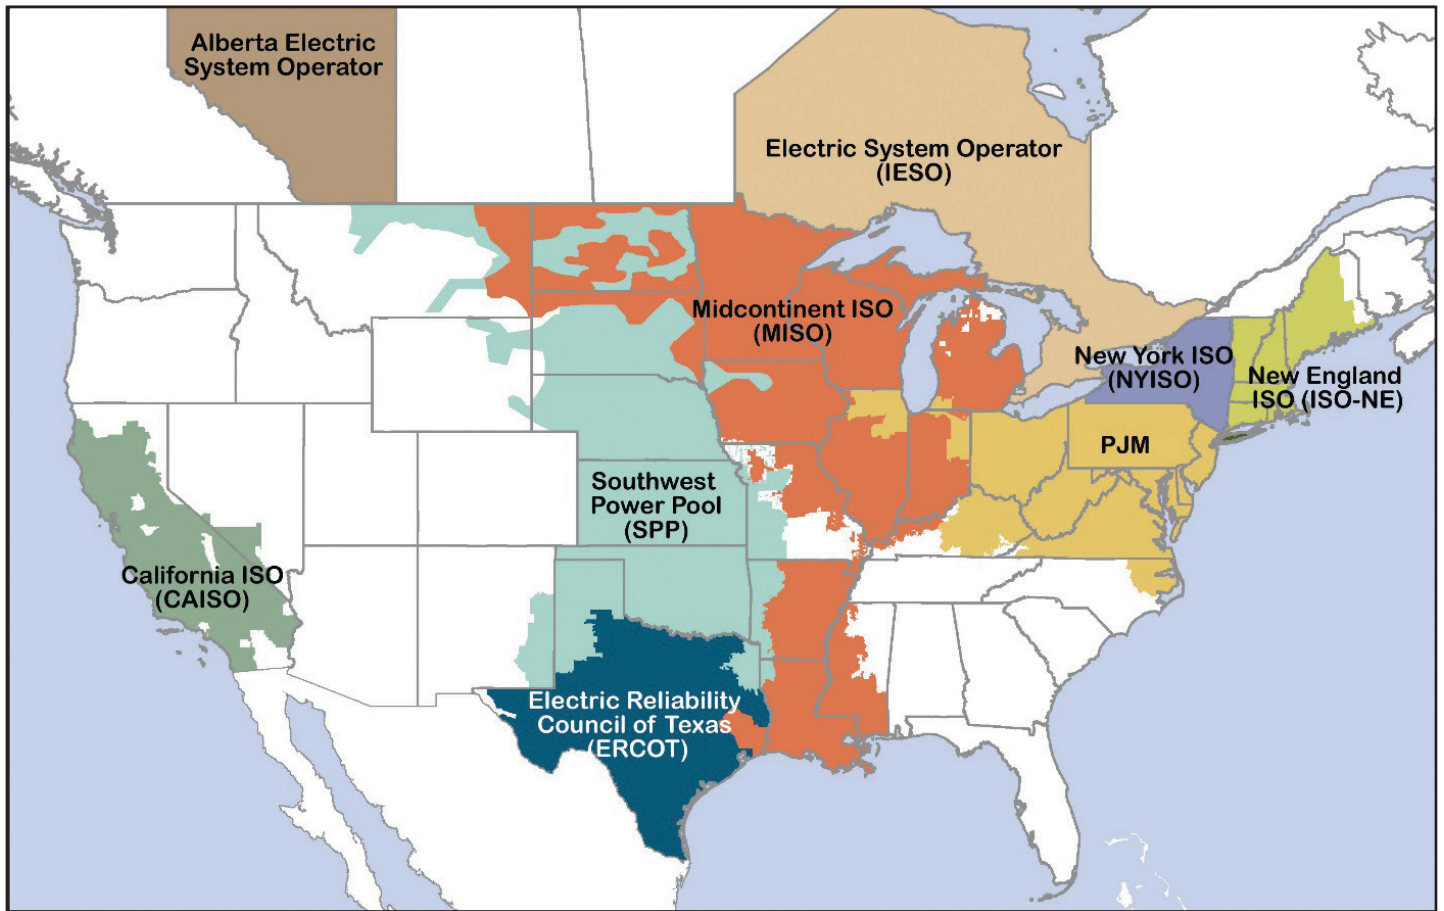 Alberta Electric
System Operator
Electric System Operator
(IESO)
Midcontinent ISO
(MISO)
New York ISO
(NYISO)
New England
ISO (ISO-NE)
PJM
Southwest
Power Pool
(SPP)
California ISO
(CAISO)
Electric Reliability
Council of Texas
(ERCOT)